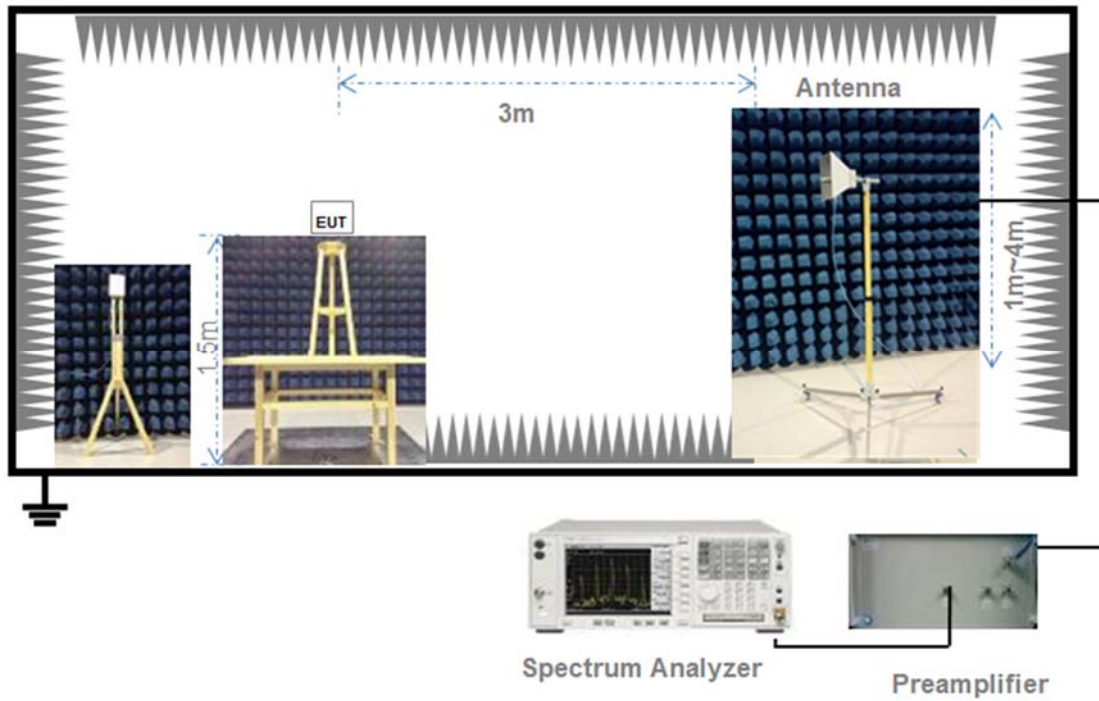 Antenna
3m
EUT
1.5m
1m~4m
Spectrum Analyzer
Preamplifier